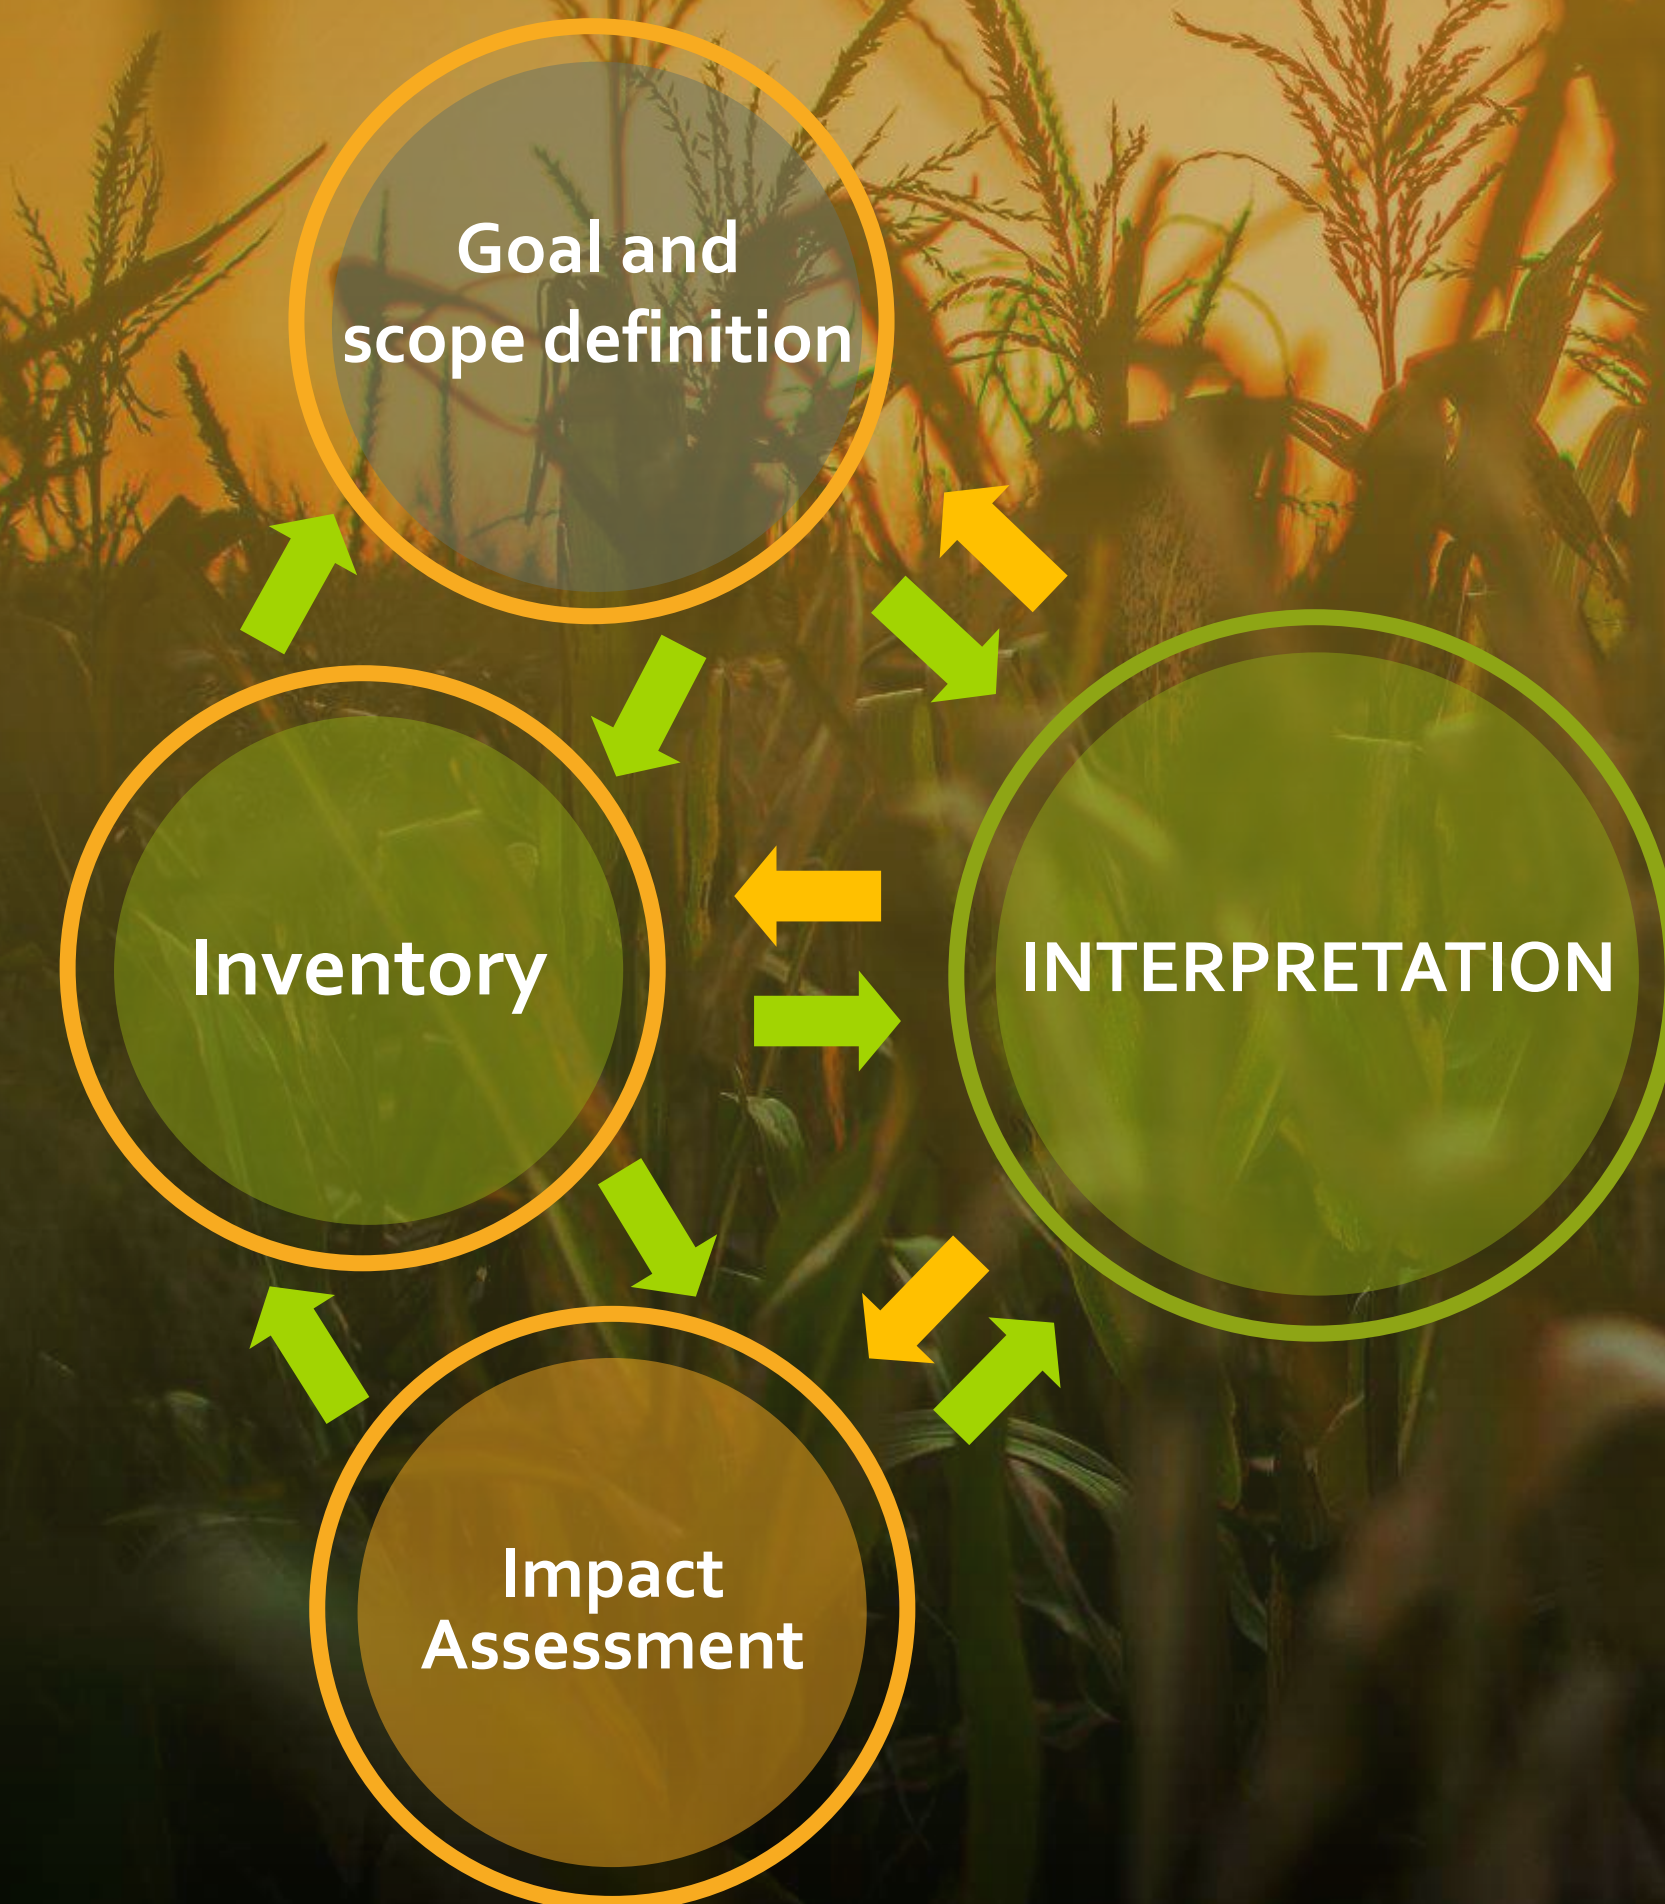 Goal and
scope definition
Inventory
INTERPRETATION
Impact
Assessment